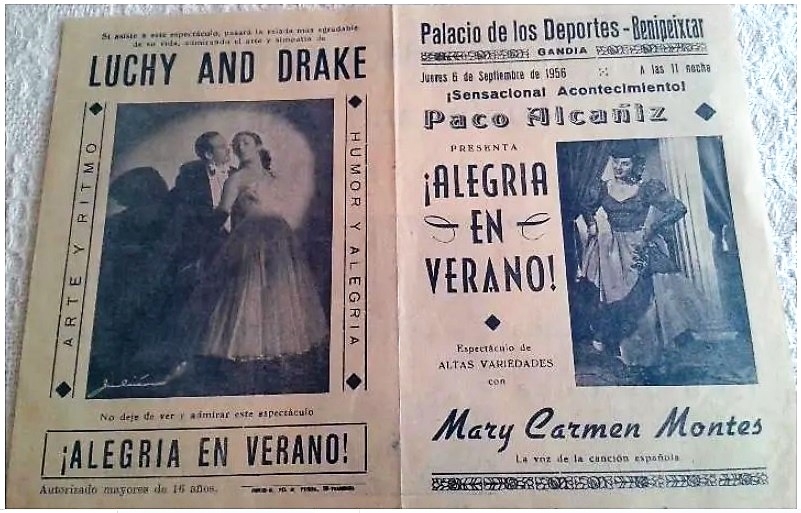 Si asiste a este espectáculo, pasará la velada más agradable
de su vida, admirando el arte y simpatía de
LUCHY AND DRAKE
ARTE Y RITMO
HUMOR Y ALEGRIA
No deje de ver y admirar este espectáculo
¡ALEGRIA EN VERANO!
Autorizado mayores de 16 años.
Palacio de los Deportes - Benipeixcar
GANDIA
Jueves 6 de Septiembre de 1956
A las 11 noche
¡Sensacional Acontecimiento!
Paco Alcañiz
PRESENTA
¡ALEGRIA
EN
VERANO!
Espectáculo de
ALTAS VARIEDADES
con
Mary Carmen Montes
La voz de la canción española